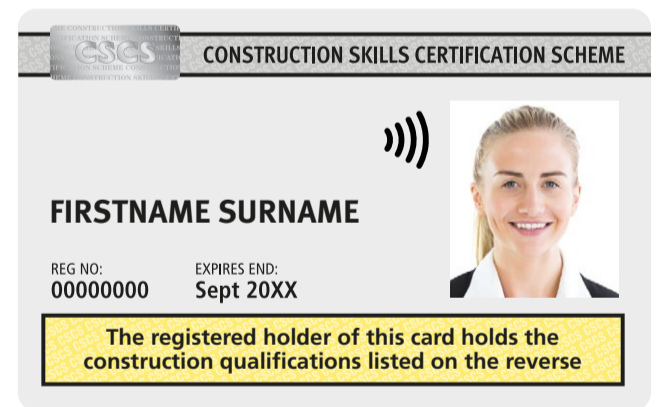 CSCS
CONSTRUCTION SKILLS CERTIFICATION SCHEME
FIRSTNAME SURNAME
REG NO:
EXPIRES END:
00000000
Sept 20XX
The registered holder of this card holds the
construction qualifications listed on the reverse